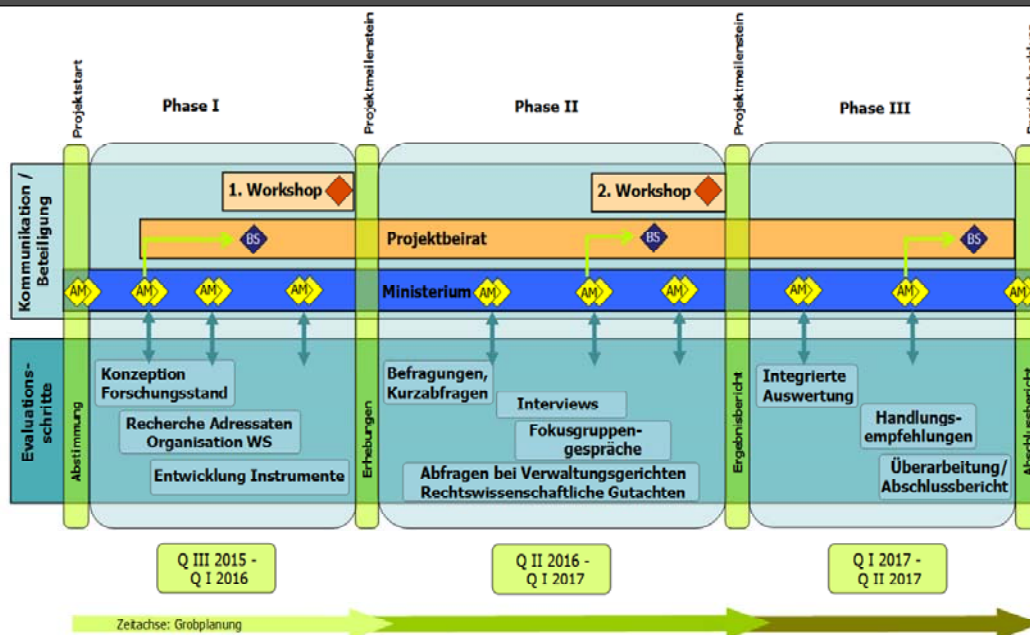 Projektstart
Phase I
Projektmeilenstein
Phase II
Projektmeilenstein
Phase III
Kommunikation /
Beteiligung
1. Workshop
2. Workshop
BS
Projektbeirat
BS
BS
AM
AM
AM
AM
Ministerium
AM
AM
AM
AM
AM
AM
Evaluations-
schritte
Abstimmung
Konzeption
Forschungsstand
Recherche Adressaten
Organisation WS
Entwicklung Instrumente
Erhebungen
Befragungen,
Kurzabfragen
Interviews
Fokusgruppen-
gespräche
Abfragen bei Verwaltungsgerichten
Rechtswissenschaftliche Gutachten
Ergebnisbericht
Integrierte
Auswertung
Handlungs-
empfehlungen
Überarbeitung/
Abschlussbericht
Abschlussbericht
Q III 2015 -
Q I 2016
Q II 2016 -
Q I 2017
Q I 2017 -
Q II 2017
Zeitachse: Grobplanung